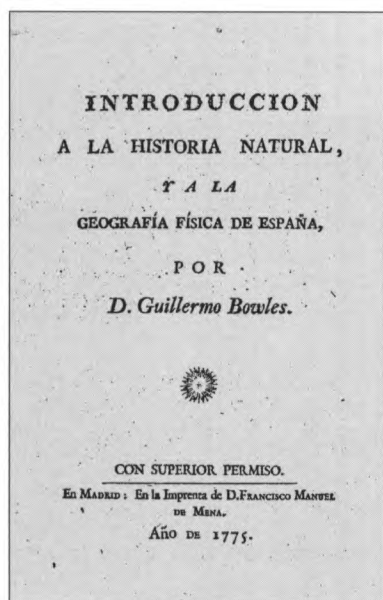 INTRODUCCION
A LA HISTORIA NATURAL,
Y A LA
GEOGRAFÍA FÍSICA DE ESPAÑA,
POR
D. Guillermo Bowles.
CON SUPERIOR PERMISO.
En MADRID: En la Imprenta de D. FRANCISCO MANUEL
DE MENA.
Año DE 1775.